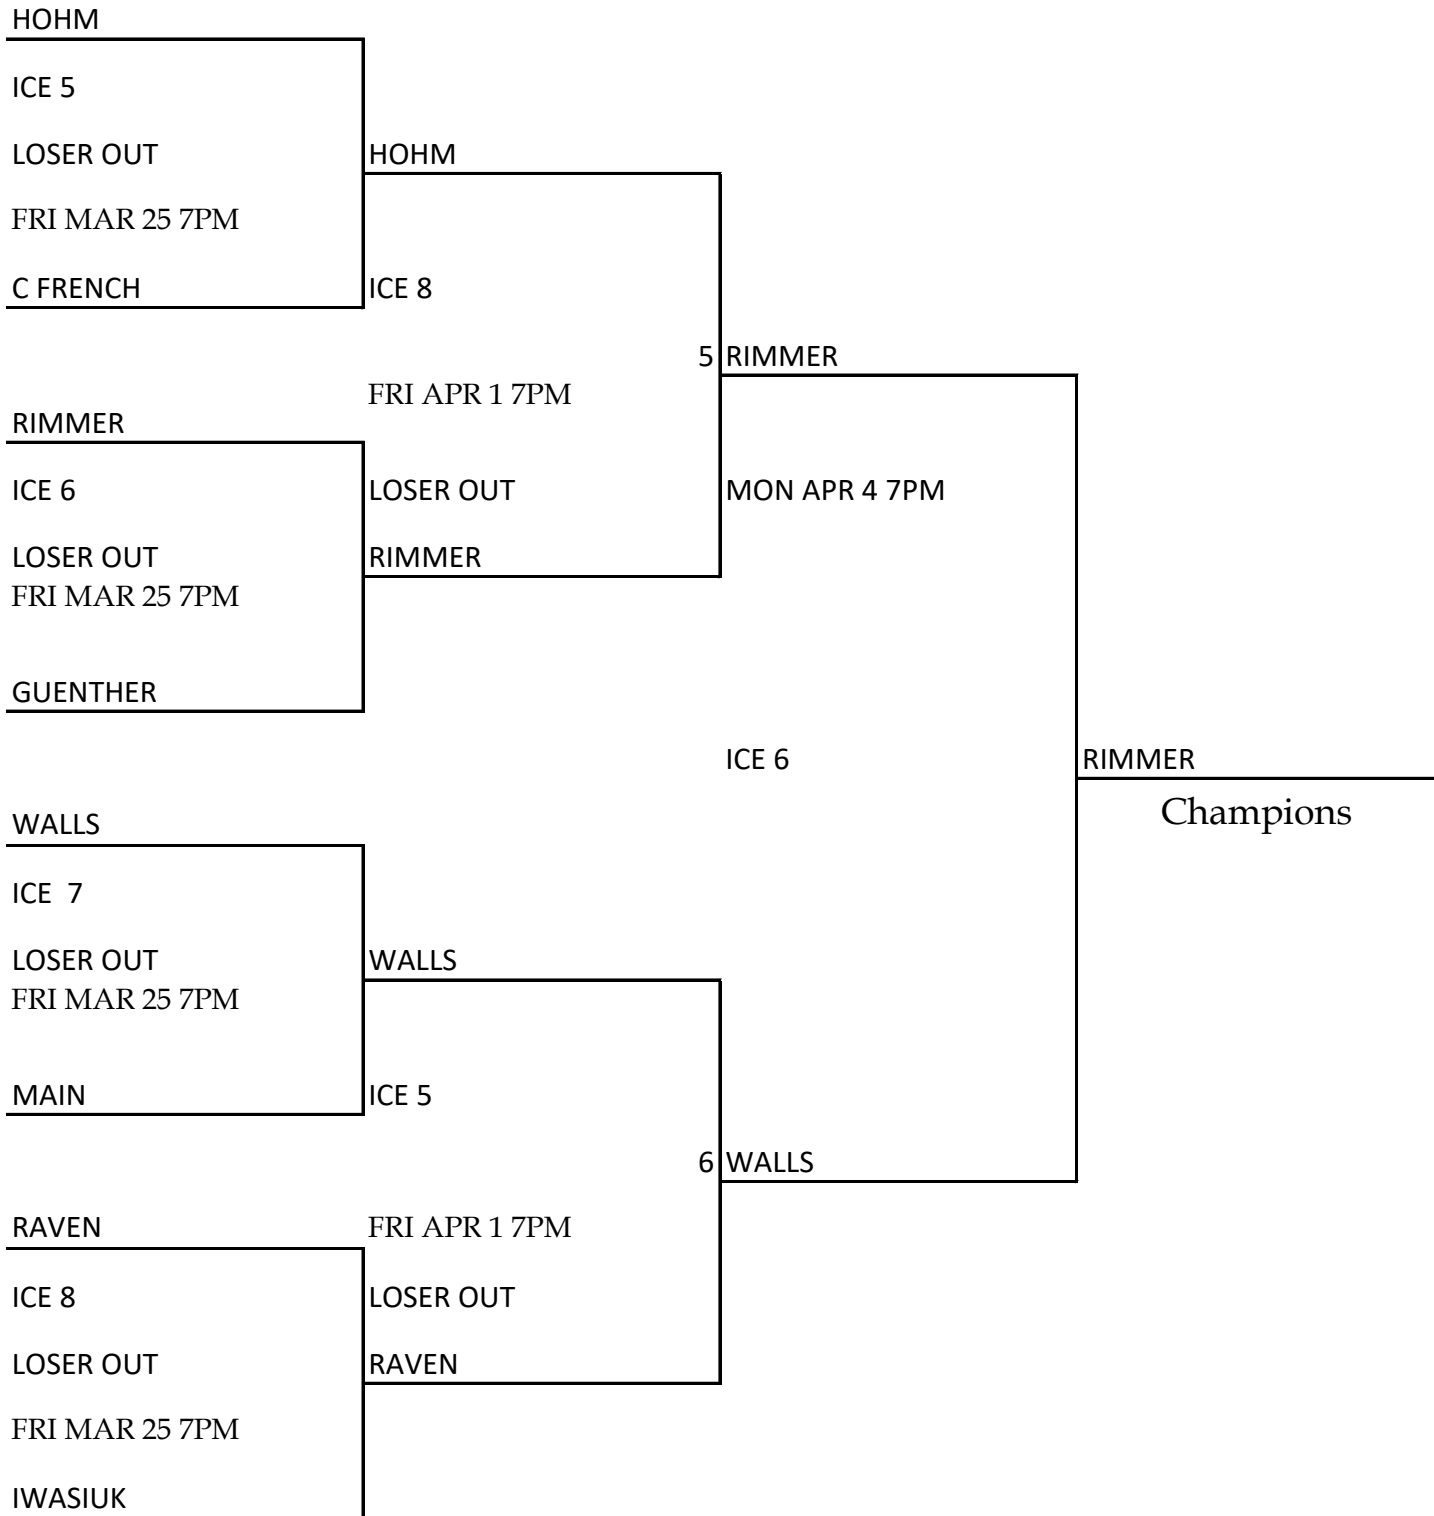 HOHM
ICE 5
LOSER OUT
HOHM
FRI MAR 25 7PM
C FRENCH
ICE 8
5 RIMMER
FRI APR 1 7PM
RIMMER
ICE 6
LOSER OUT
MON APR 4 7PM
LOSER OUT
RIMMER
FRI MAR 25 7PM
GUENTHER
ICE 6
RIMMER
Champions
WALLS
ICE  7
LOSER OUT
WALLS
FRI MAR 25 7PM
MAIN
ICE 5
6 WALLS
RAVEN
FRI APR 1 7PM
ICE 8
LOSER OUT
LOSER OUT
RAVEN
FRI MAR 25 7PM
IWASIUK